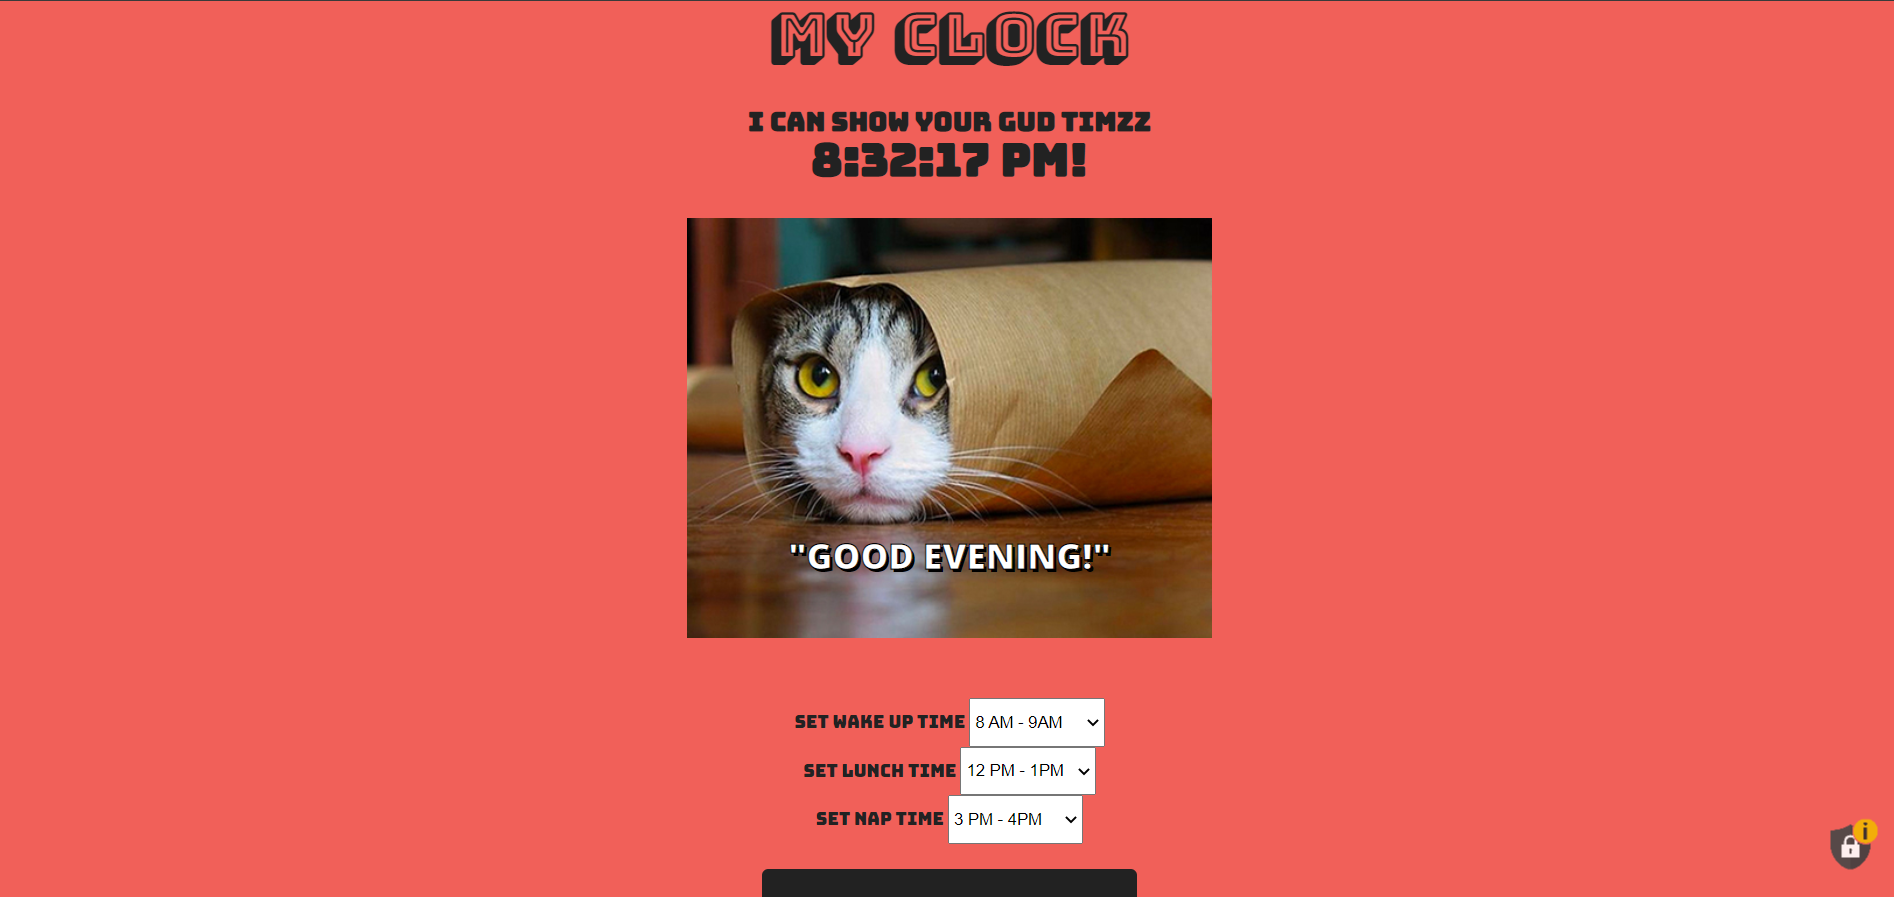 MY CLOCK
I CAN SHOW YOUR GUD TIMZZ
8:32:17 PM!
"GOOD EVENING!"
SET WAKE UP TIME 8 AM - 9AM
SET LUNCH TIME 12 PM - 1PM
SET NAP TIME 3 PM - 4PM
i